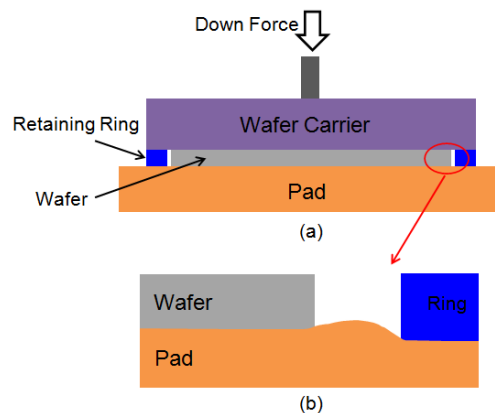 Down Force
Wafer Carrier
Retaining Ring
Wafer
Pad
(a)
Wafer
Ring
Pad
(b)